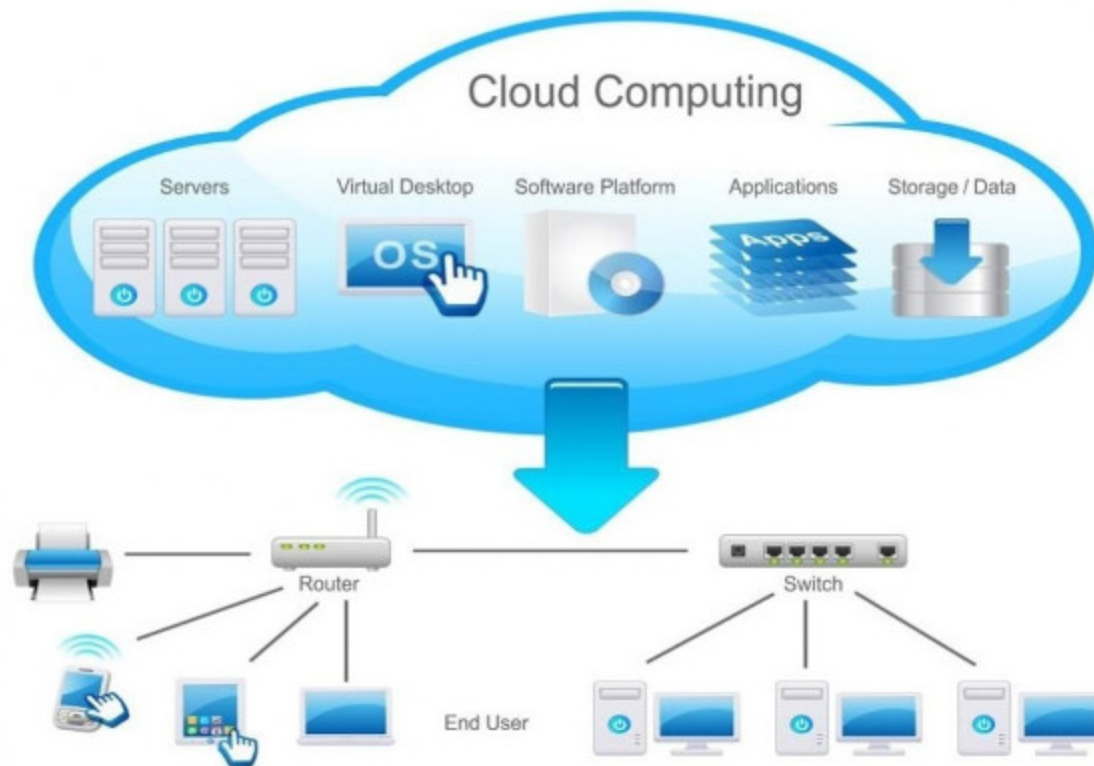 Cloud Computing
Servers
Virtual Desktop
Software Platform
Applications
Storage / Data
OS
Apps
Router
Switch
End User